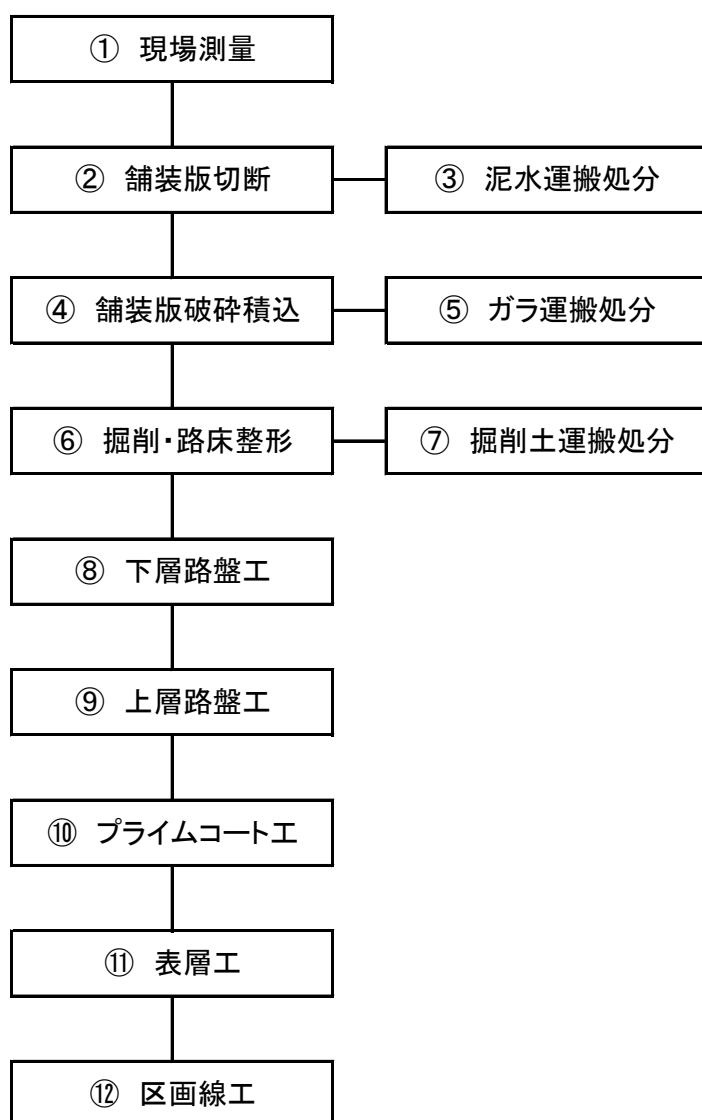 ① 現場測量
② 舗装版切断
③ 泥水運搬処分
④ 舗装版破砕積込
⑤ ガラ運搬処分
⑥ 掘削・路床整形
⑦ 掘削土運搬処分
⑧ 下層路盤工
⑨ 上層路盤工
⑩ プライムコート工
⑪ 表層工
⑫ 区画線工